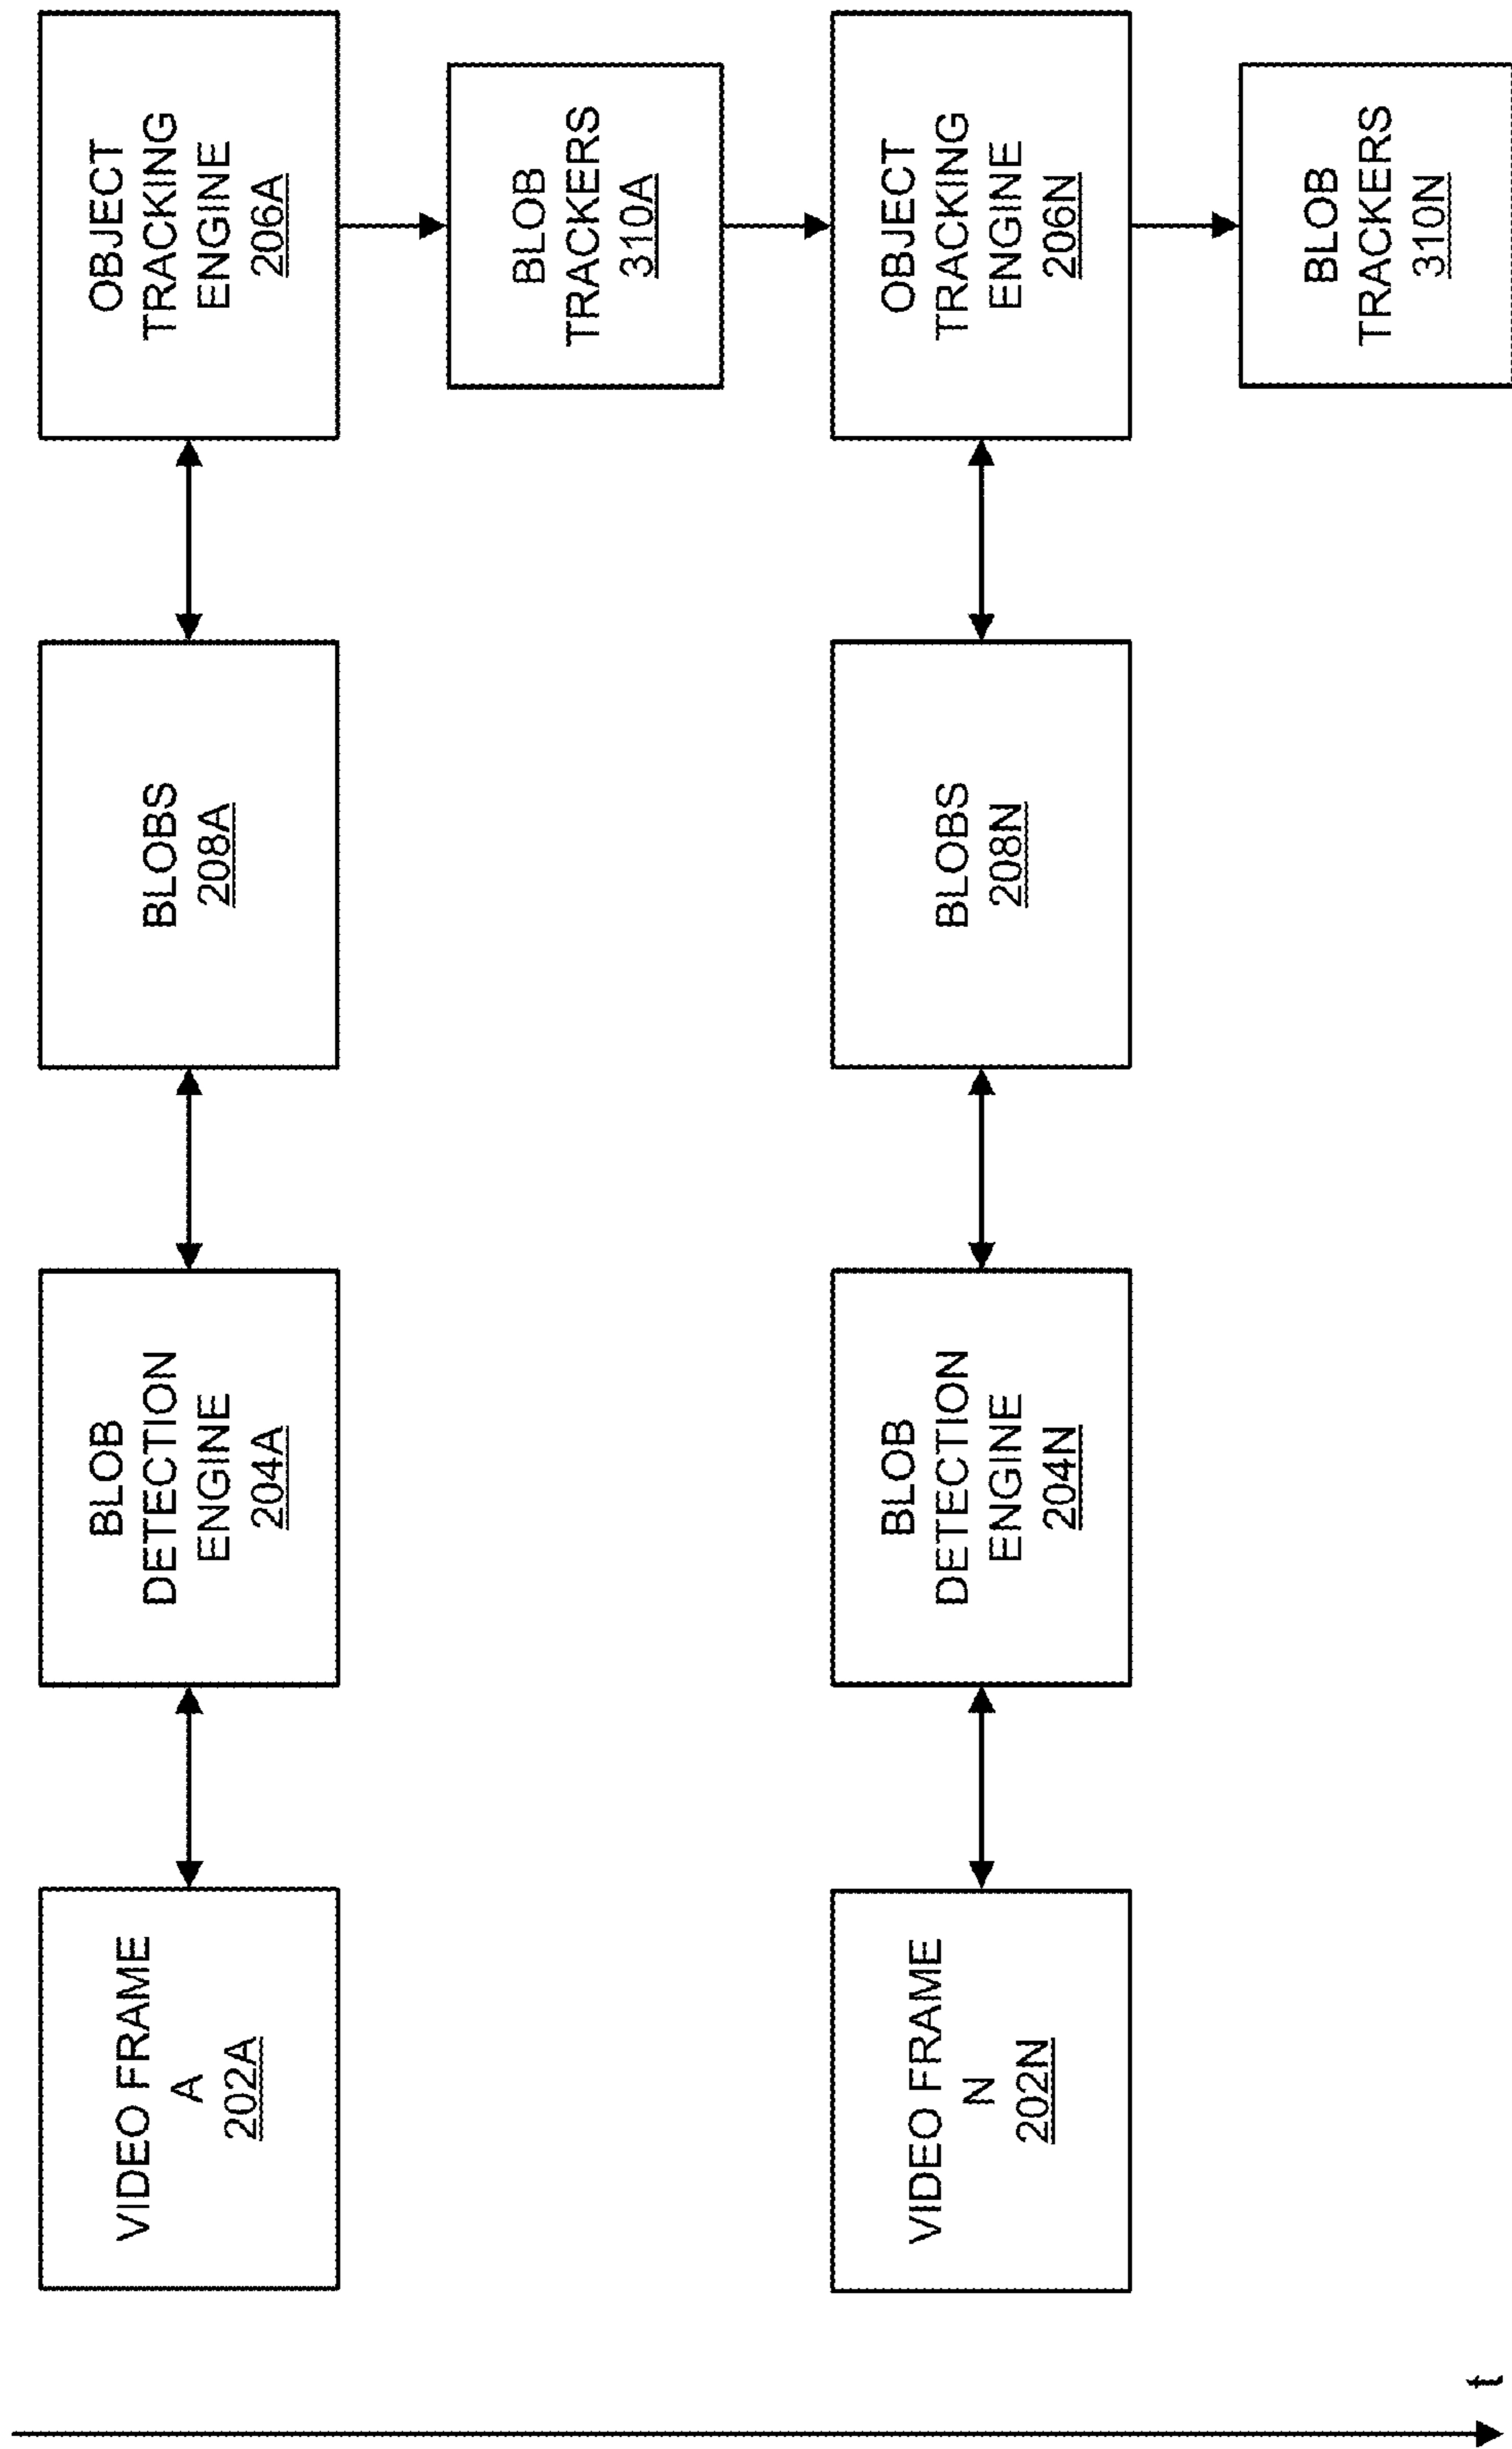 VIDEO FRAME
A
202A
BLOB
DETECTION
ENGINE
204A
BLOBS
208A
OBJECT
TRACKING
ENGINE
206A
BLOB
TRACKERS
310A
VIDEO FRAME
N
202N
BLOB
DETECTION
ENGINE
204N
BLOBS
208N
OBJECT
TRACKING
ENGINE
206N
BLOB
TRACKERS
310N
t